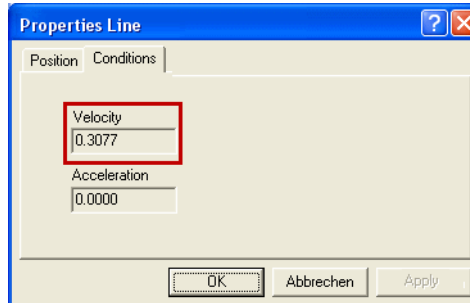 Properties Line
Position Conditions
Velocity
0.3077
Acceleration
0.0000
OK Abbrechen Apply